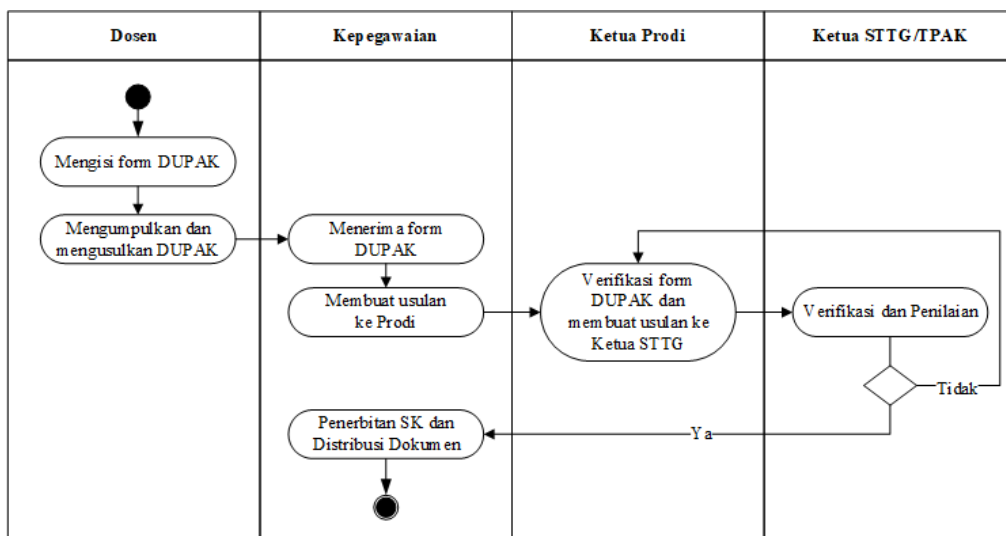 Dosen
Kepegawaian
Ketua Prodi
Ketua STTG/TPAK
Mengisi form DUPAK
Mengumpulkan dan
mengusulkan DUPAK
Menerima form
DUPAK
Membuat usulan
ke Prodi
Verifikasi form
DUPAK dan
membuat usulan ke
Ketua STTG
Verifikasi dan Penilaian
Tidak
Ya
Penerbitan SK dan
Distribusi Dokumen